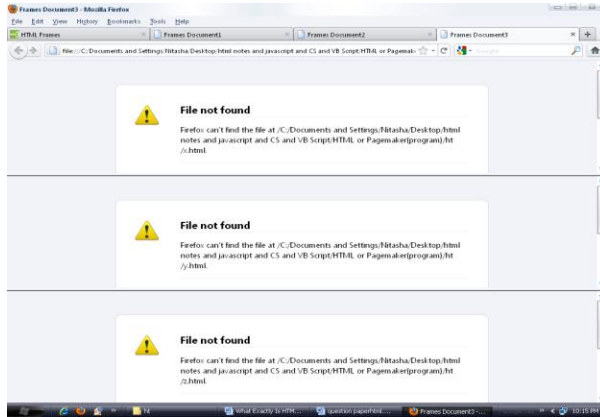 Frames Document3 - Mozilla Firefox
File Edit View History Bookmarks Tools Help
HTML Frames
Frames Document1
Frames Document2
Frames Document3
file:///C:/Documents and Settings/Nitasha/Desktop/html notes and javascript and CS and VB Script/HTML or Pagemak
File not found
Firefox can't find the file at /C:/Documents and Settings/Nitasha/Desktop/html
notes and javascript and CS and VB Script/HTML or Pagemaker(program)/ht
/x.html.
File not found
Firefox can't find the file at /C:/Documents and Settings/Nitasha/Desktop/html
notes and javascript and CS and VB Script/HTML or Pagemaker(program)/ht
/y.html.
File not found
Firefox can't find the file at /C:/Documents and Settings/Nitasha/Desktop/html
notes and javascript and CS and VB Script/HTML or Pagemaker(program)/ht
/z.html.
ht
What Exactly Is HTM...
question paperhtml....
Frames Document3 -...
10:15 PM